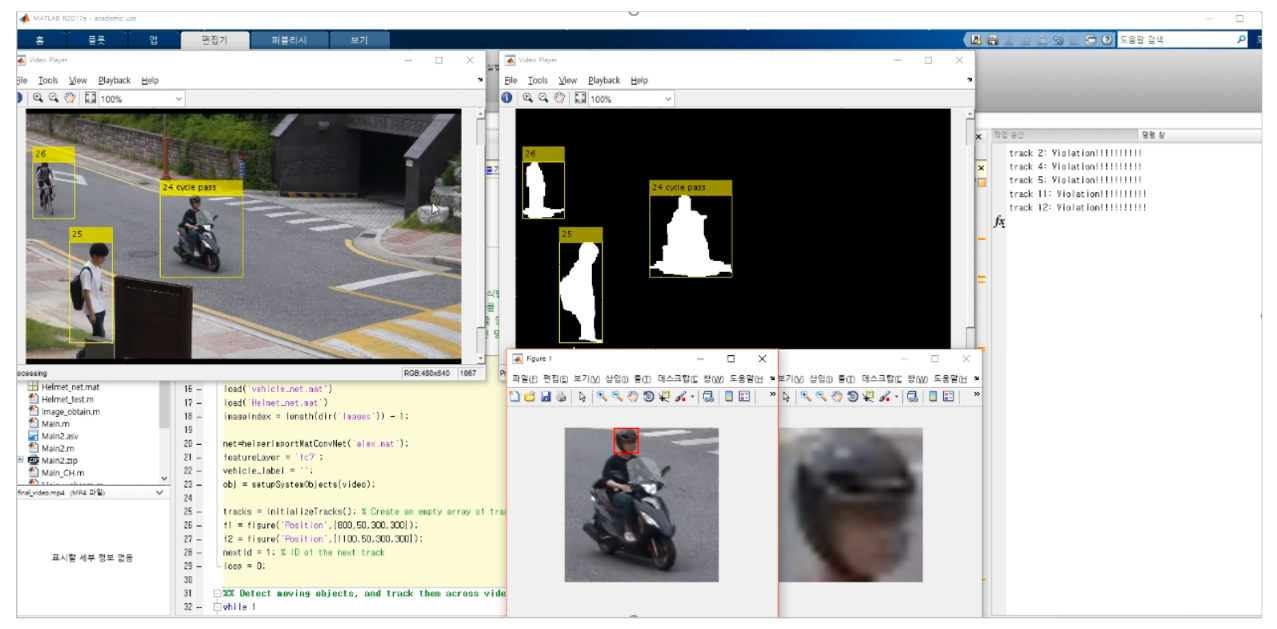 MATLAB R2017a - academic use
홈 플롯 앱 편집기 퍼블리시 보기
도움말 검색
Video Player
File Tools View Playback Help
100%
26
24 cycle pass
25
RGB:480x640 1067
Video Player
File Tools View Playback Help
100%
26
24 cycle pass
25
명령 창
track 2: Violation!!!!!!!!!!
track 4: Violation!!!!!!!!!!
track 5: Violation!!!!!!!!!!
track 11: Violation!!!!!!!!!!
track 12: Violation!!!!!!!!!!
fx
Helmet_net.mat
Helmet_test.m
Image_obtain.m
Main.m
Main2.asv
Main2.m
Main2.zip
Main_CH.m
final_video.mp4 (MP4 파일)
표시할 세부 정보 없음
16 – load('vehicle_net.mat')
17 – load('Helmet_net.mat')
18 – imageindex = length(dir('Images')) - 1;
19
20 – net=helperImportMatConvNet('alex.mat');
21 – featureLayer = 'fc7';
22 – vehicle_label = '';
23 – obj = setupSystemObjects(video);
24
25 – tracks = initializeTracks(); % Create an empty array of
26 – f1 = figure('Position',[800,50,300,300]);
27 – f2 = figure('Position',[1100,50,300,300]);
28 – nextId = 1; % ID of the next track
29 – loop = 0;
30
31 %% Detect moving objects, and track them across
32 – while 1
Figure 1
파일(F) 편집(E) 보기(V) 삽입(I) 툴(T) 데스크탑(D) 창(W) 도움말(H)
보기(V) 삽입(I) 툴(T) 데스크탑(D) 창(W) 도움말(H)